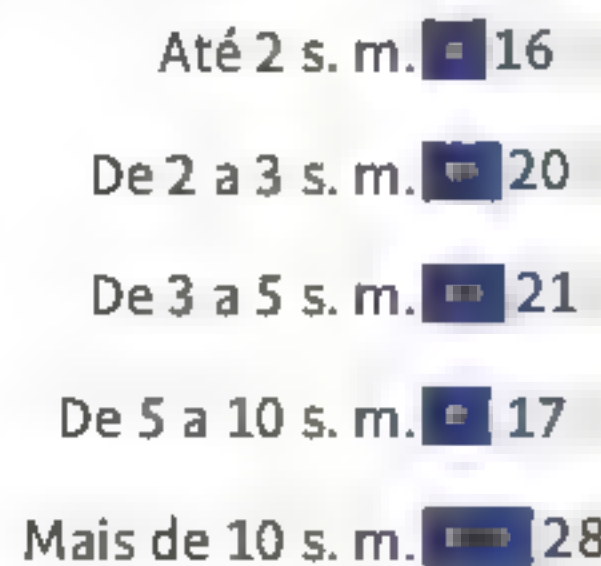 Até 2 s. m. 16
De 2 a 3 s. m. 20
De 3 a 5 s. m. 21
De 5 a 10 s. m. 17
Mais de 10 s. m. 28